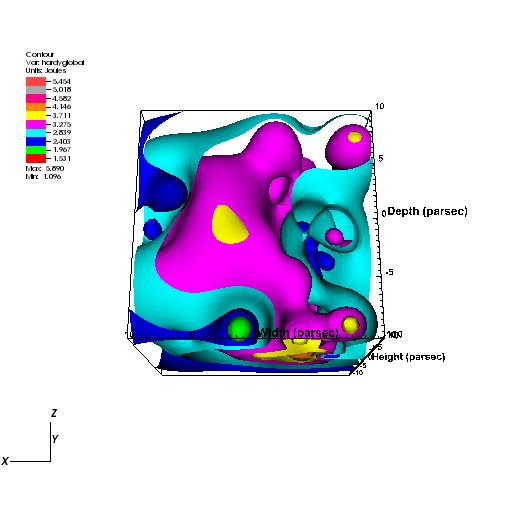 Contour
Var: hardyglobal
Units: Joules
5.454
5.018
4.582
4.146
3.711
3.275
2.839
2.403
1.967
1.531
Max: 5.890
Min: 1.096
10
5
0
Depth (parsec)
-5
Width (parsec)
Height (parsec)
Z
Y
X